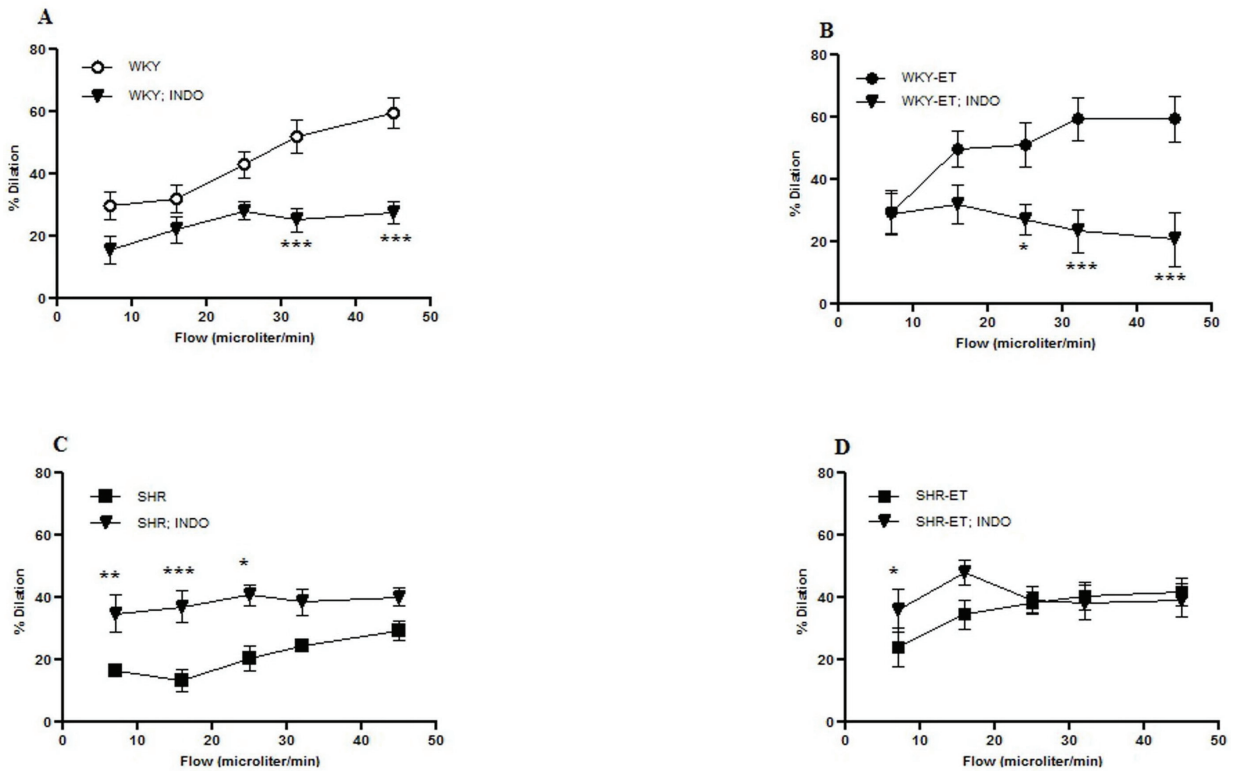 A
80
WKY
WKY; INDO
60
% Dilation
40
20
***
***
0
0 10 20 30 40 50
Flow (microliter/min)
B
80
WKY-ET
WKY-ET; INDO
60
% Dilation
40
20
*
***
***
0
0 10 20 30 40 50
Flow (microliter/min)
C
80
SHR
SHR; INDO
60
**
***
*
% Dilation
40
20
0
0 10 20 30 40 50
Flow (microliter/min)
D
80
SHR-ET
SHR-ET; INDO
60
*
% Dilation
40
20
0
0 10 20 30 40 50
Flow (microliter/min)